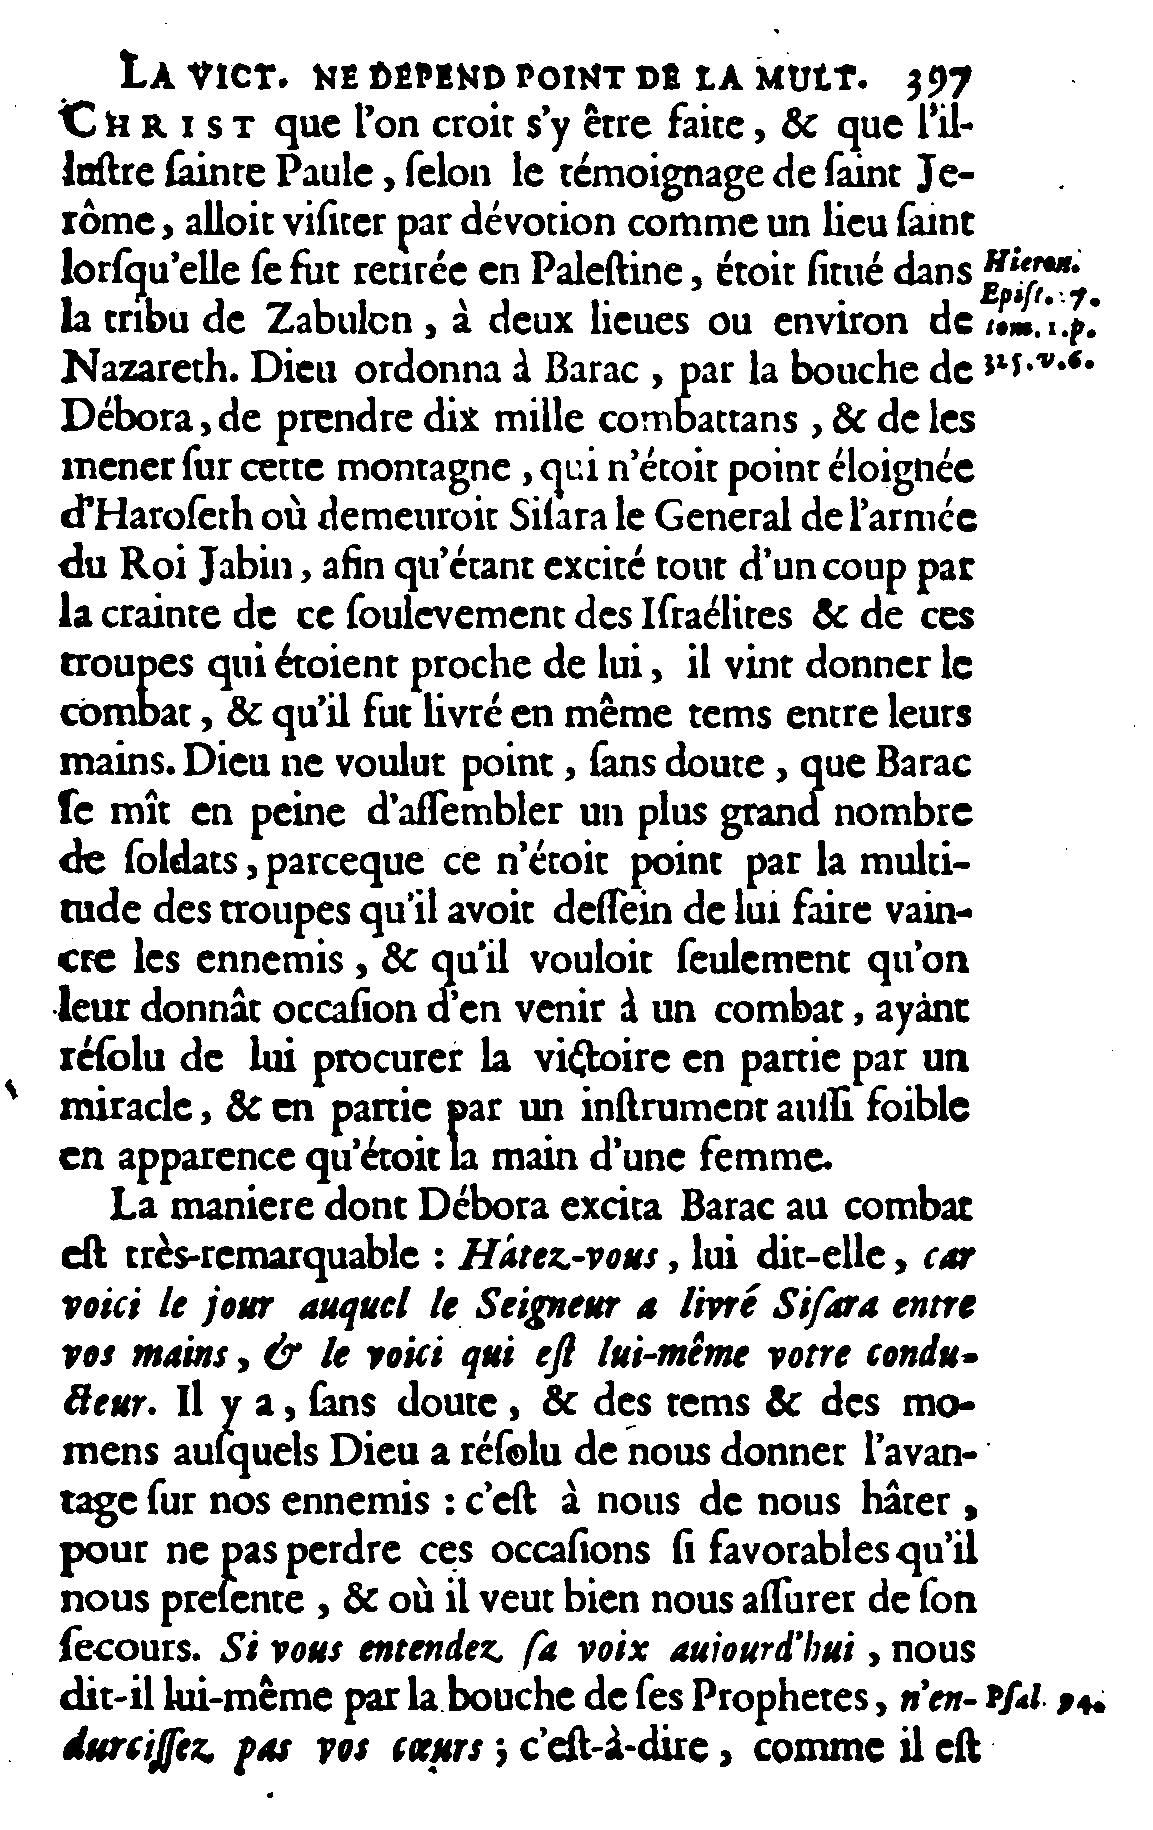 LA VICT. NE DEPEND POINT DE LA MULT. 397
CHRIST que l'on croit s'y être faite, & que l'il-
lustre ſainte Paule, ſelon le témoignage de ſaint Je-
rôme, alloit viſiter par dévotion comme un lieu ſaint
lorſqu'elle ſe fut retirée en Paleſtine, étoit ſitué dans
la tribu de Zabulon, à deux lieues ou environ de
Nazareth. Dieu ordonna à Barac, par la bouche de
Débora, de prendre dix mille combattans, & de les
mener ſur cette montagne, qui n'étoit point éloignée
d'Haroſeth où demeuroit Siſara le General de l'armée
du Roi Jabin, afin qu'étant excité tout d'un coup par
la crainte de ce ſoulevement des Iſraélites & de ces
troupes qui étoient proche de lui, il vint donner le
combat, & qu'il fut livré en même tems entre leurs
mains. Dieu ne voulut point, ſans doute, que Barac
ſe mît en peine d'aſſembler un plus grand nombre
de ſoldats, parceque ce n'étoit point par la multi-
tude des troupes qu'il avoit deſſein de lui faire vain-
cre les ennemis, & qu'il vouloit ſeulement qu'on
leur donnât occaſion d'en venir à un combat, ayant
réſolu de lui procurer la victoire en partie par un
miracle, & en partie par un inſtrument auſſi foible
en apparence qu'étoit la main d'une femme.
La maniere dont Débora excita Barac au combat
eſt très-remarquable : Hâtez-vous, lui dit-elle, car
voici le jour auquel le Seigneur a livré Siſara entre
vos mains, & le voici qui eſt lui-même votre condu-
cteur. Il y a, ſans doute, & des tems & des mo-
mens auſquels Dieu a réſolu de nous donner l'avan-
tage ſur nos ennemis : c'eſt à nous de nous hâter,
pour ne pas perdre ces occaſions ſi favorables qu'il
nous preſente, & où il veut bien nous aſſurer de ſon
ſecours. Si vous entendez ſa voix aujourd'hui, nous
dit-il lui-même par la bouche de ſes Prophetes, n'en-
durciſſez pas vos cœurs ; c'eſt-à-dire, comme il eſt
Hieron.
Epiſt. 7.
tom. 1. p.
325. v. 6.
Pſal. 94.